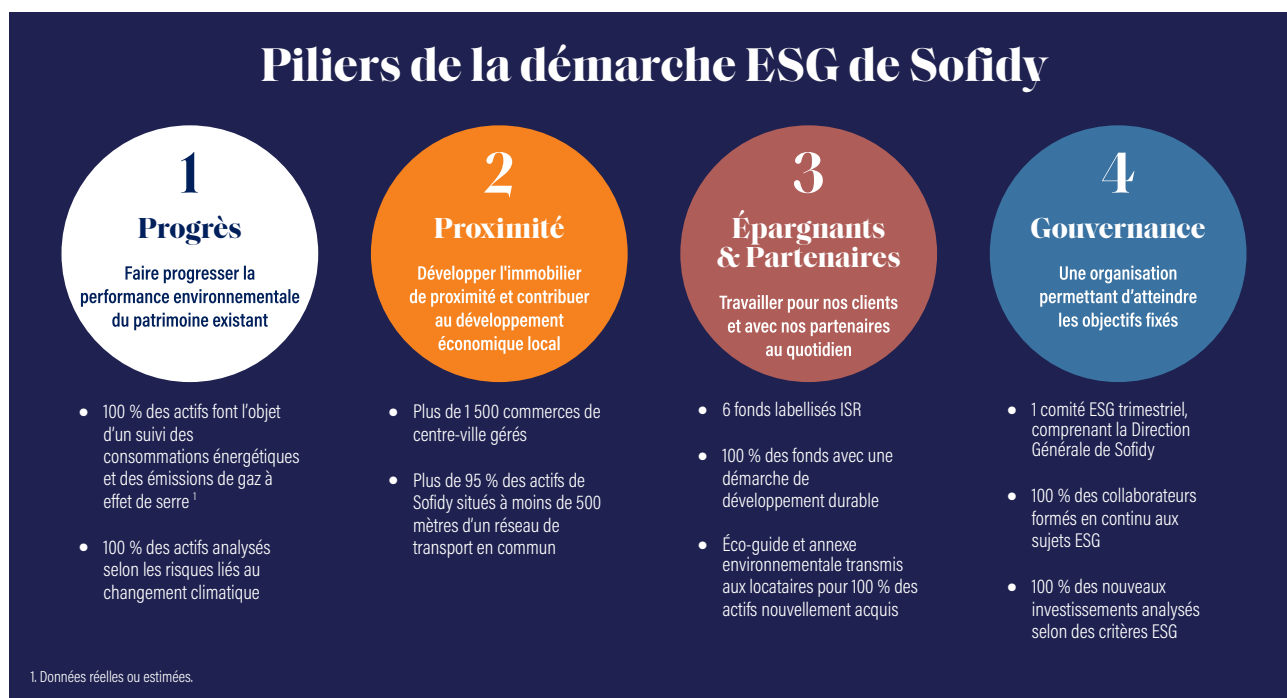 Piliers de la démarche ESG de Sofidy
1
Progrès
Faire progresser la
performance environnementale
du patrimoine existant
● 100 % des actifs font l'objet
d'un suivi des
consommations énergétiques
et des émissions de gaz à
effet de serre ¹
● 100 % des actifs analysés
selon les risques liés au
changement climatique
2
Proximité
Développer l'immobilier
de proximité et contribuer
au développement
économique local
● Plus de 1 500 commerces de
centre-ville gérés
● Plus de 95 % des actifs de
Sofidy situés à moins de 500
mètres d'un réseau de
transport en commun
3
Épargnants
& Partenaires
Travailler pour nos clients
et avec nos partenaires
au quotidien
● 6 fonds labellisés ISR
● 100 % des fonds avec une
démarche de
développement durable
● Éco-guide et annexe
environnementale transmis
aux locataires pour 100 % des
actifs nouvellement acquis
4
Gouvernance
Une organisation
permettant d'atteindre
les objectifs fixés
● 1 comité ESG trimestriel,
comprenant la Direction
Générale de Sofidy
● 100 % des collaborateurs
formés en continu aux
sujets ESG
● 100 % des nouveaux
investissements analysés
selon des critères ESG
1. Données réelles ou estimées.